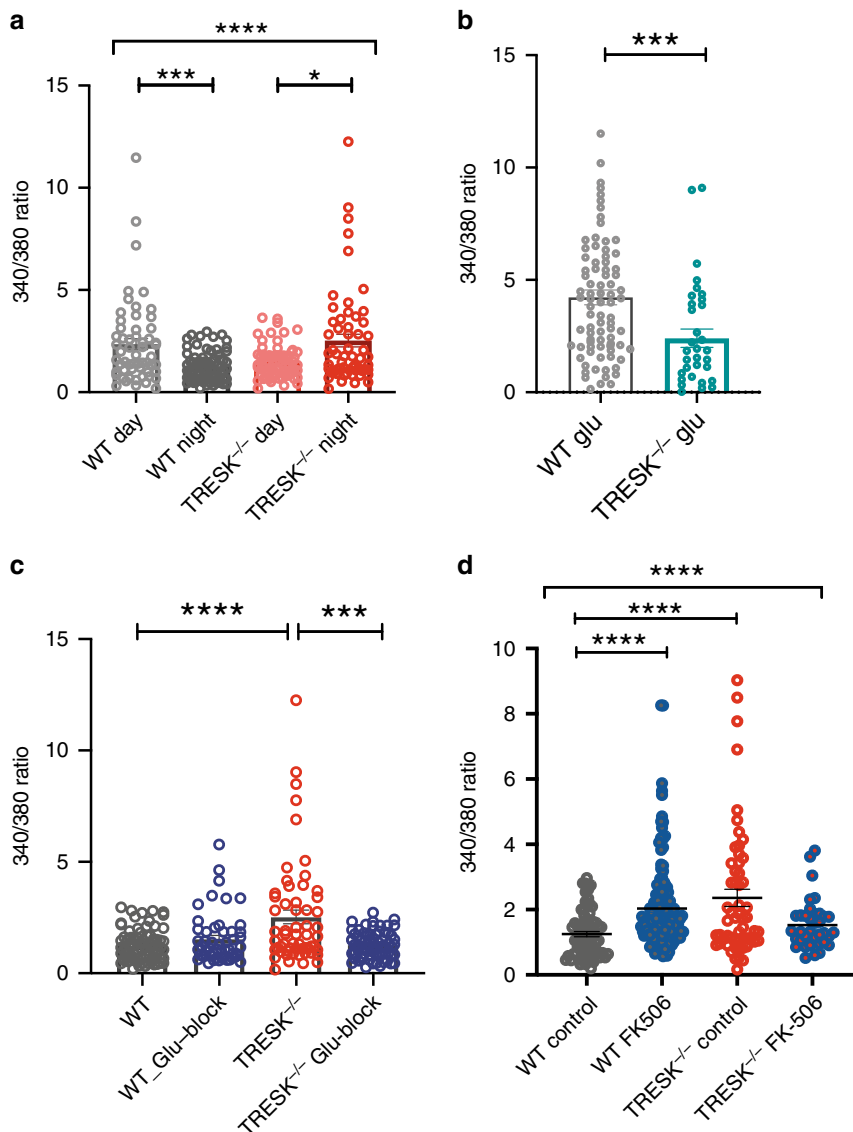 a
****
***
*
15
10
5
0
340/380 ratio
WT day
WT night
TRESK⁻/⁻ day
TRESK⁻/⁻ night
b
***
15
10
5
0
340/380 ratio
WT glu
TRESK⁻/⁻ glu
c
****
***
15
10
5
0
340/380 ratio
WT
WT_Glu–block
TRESK⁻/⁻
TRESK⁻/⁻ Glu-block
d
****
****
****
10
8
6
4
2
0
340/380 ratio
WT control
WT FK506
TRESK⁻/⁻ control
TRESK⁻/⁻ FK-506